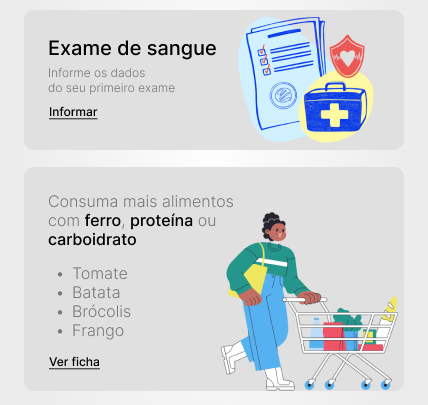 Exame de sangue
Informe os dados
do seu primeiro exame
Informar
Consuma mais alimentos
com ferro, proteína ou
carboidrato
• Tomate
• Batata
• Brócolis
• Frango
Ver ficha